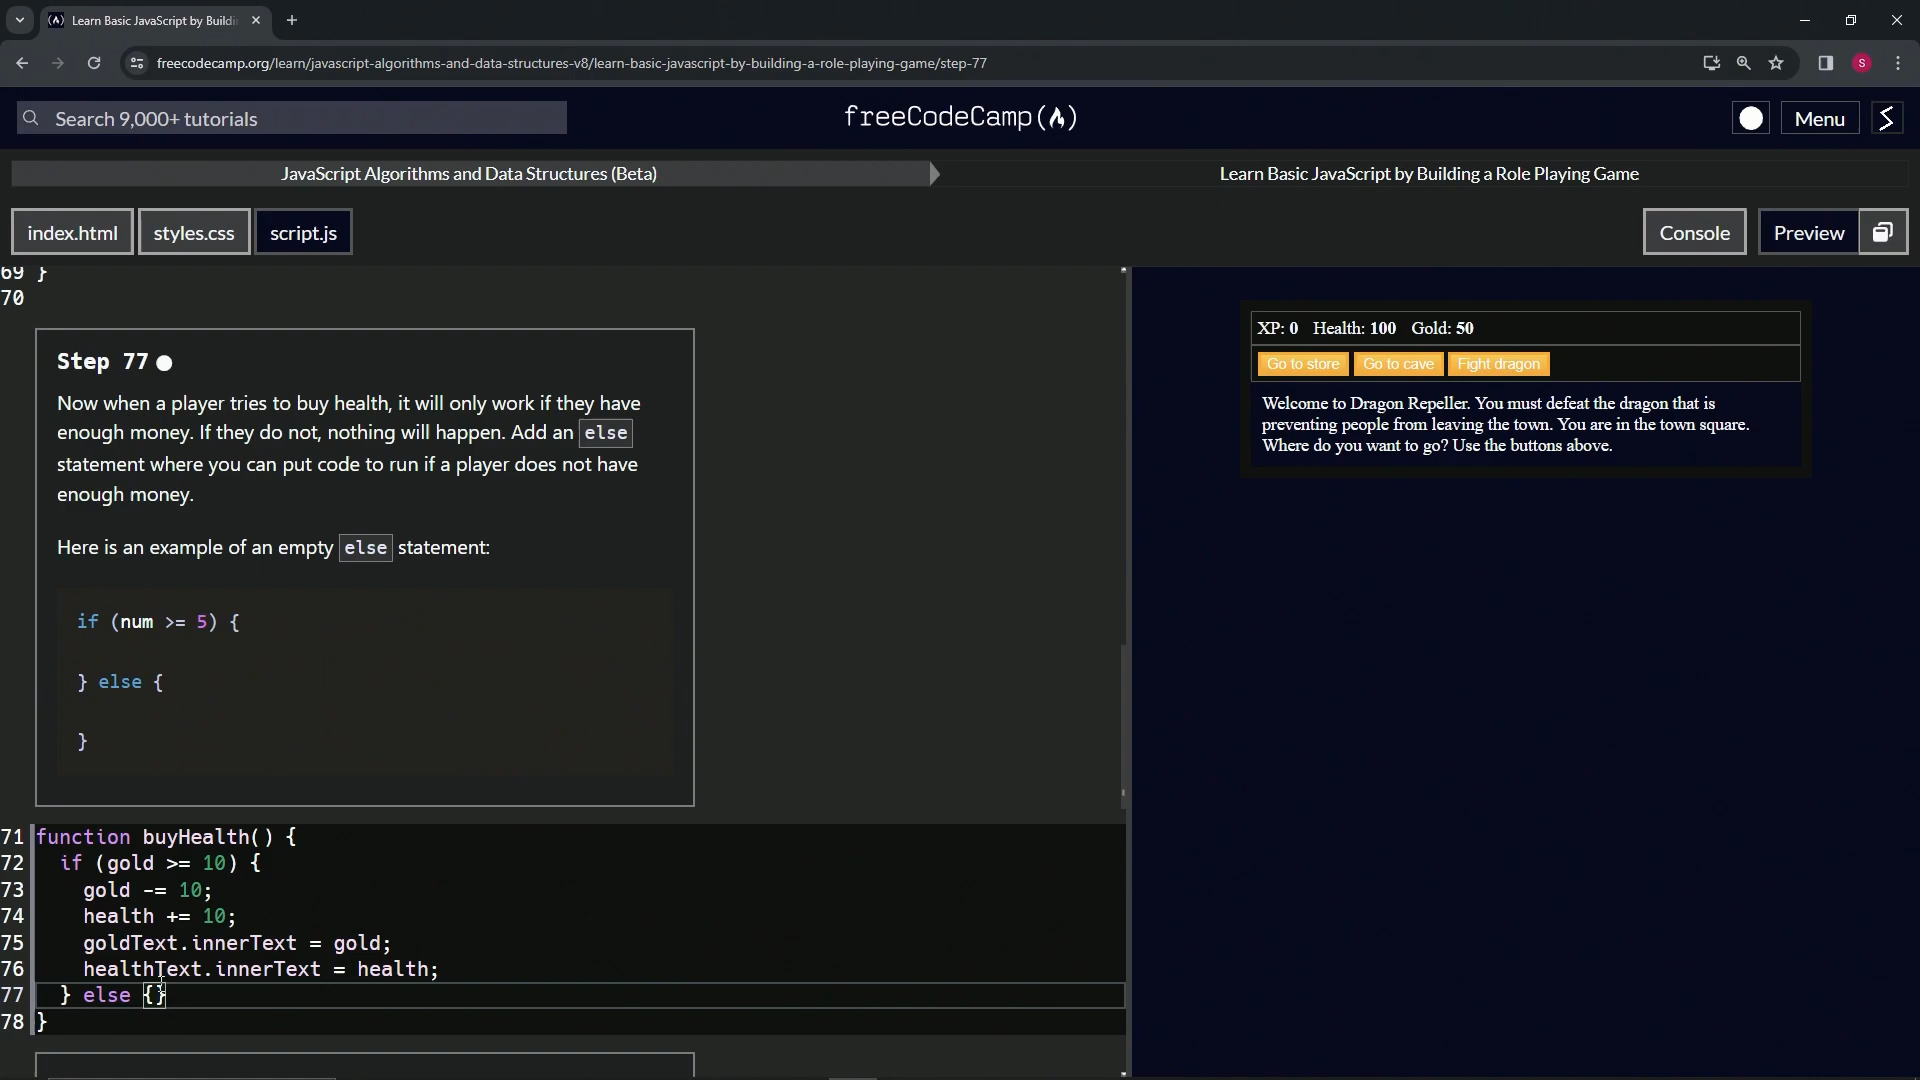 Learn Basic JavaScript by Buildi
freecodecamp.org/learn/javascript-algorithms-and-data-structures-v8/learn-basic-javascript-by-building-a-role-playing-game/step-77
S
Search 9,000+ tutorials
freeCodeCamp
Menu
JavaScript Algorithms and Data Structures (Beta)
Learn Basic JavaScript by Building a Role Playing Game
index.html
styles.css
script.js
Console
Preview
69 }
70
Step 77
Now when a player tries to buy health, it will only work if they have
enough money. If they do not, nothing will happen. Add an else
statement where you can put code to run if a player does not have
enough money.
Here is an example of an empty else statement:
if (num >= 5) {
} else {
}
71 function buyHealth() {
72 if (gold >= 10) {
73 gold -= 10;
74 health += 10;
75 goldText.innerText = gold;
76 healthText.innerText = health;
77 } else {}
78 }
XP: 0 Health: 100 Gold: 50
Go to store
Go to cave
Fight dragon
Welcome to Dragon Repeller. You must defeat the dragon that is
preventing people from leaving the town. You are in the town square.
Where do you want to go? Use the buttons above.